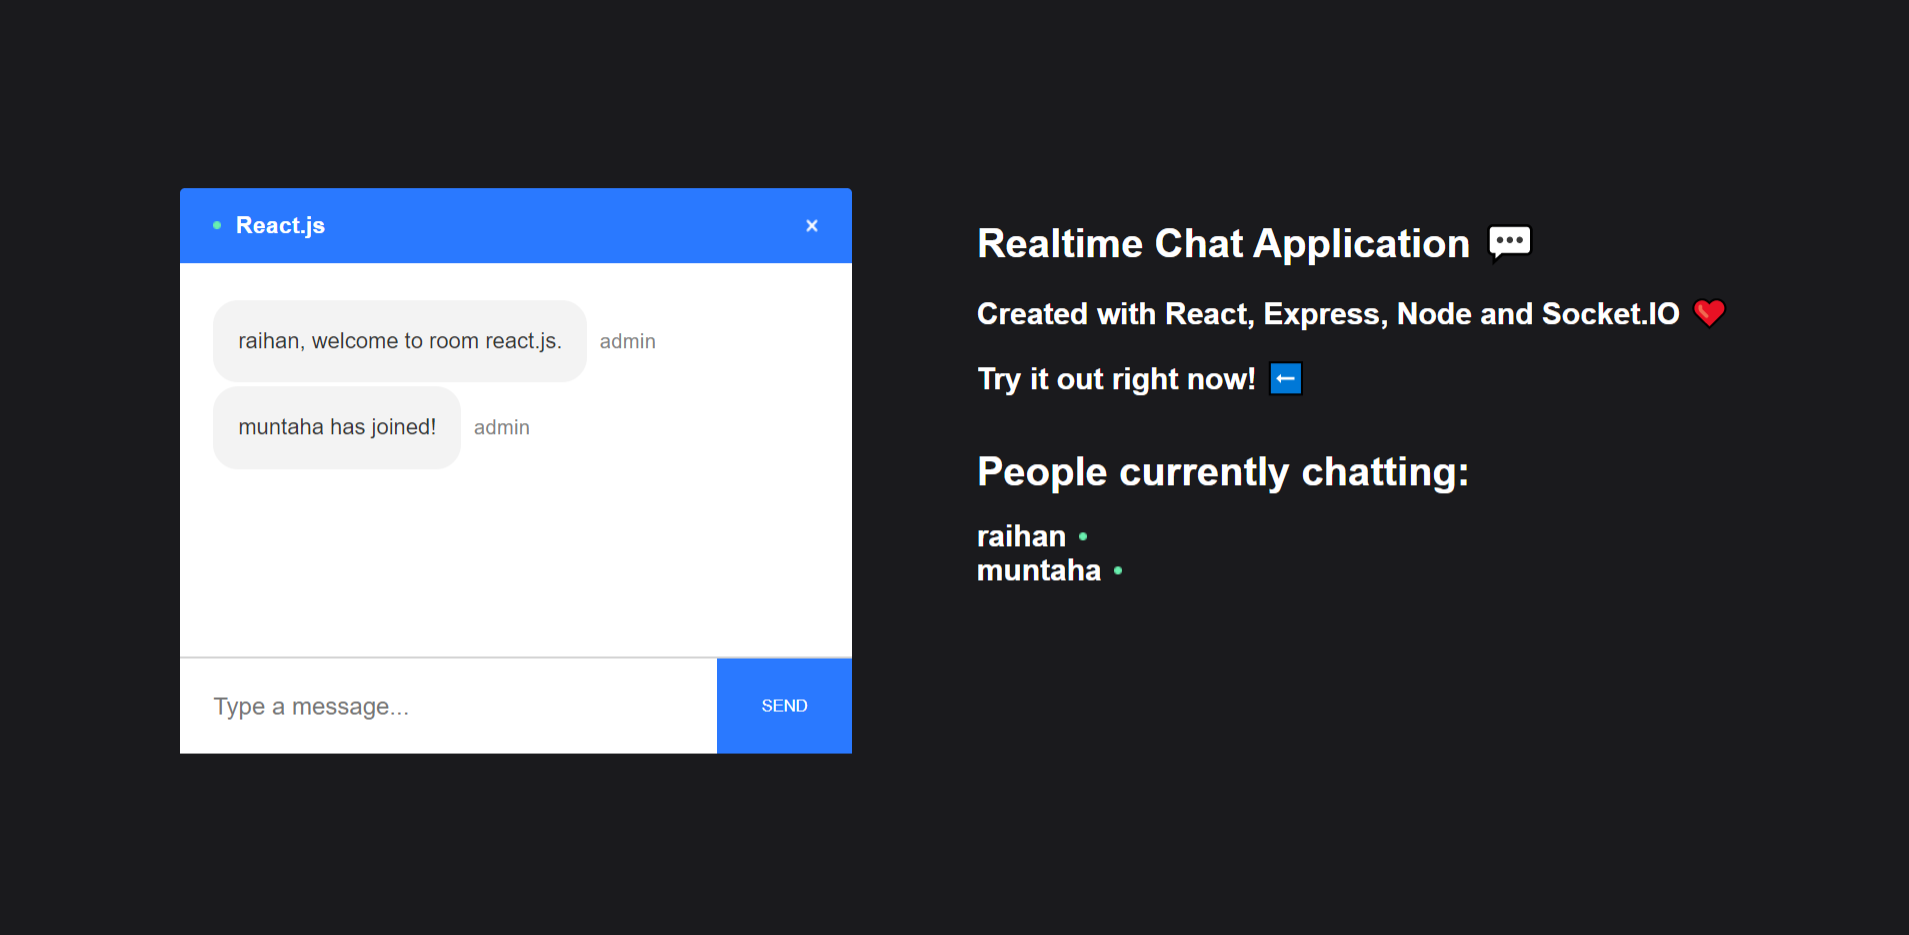 React.js ×
raihan, welcome to room react.js. admin
muntaha has joined! admin
Type a message...
SEND
Realtime Chat Application 💬
Created with React, Express, Node and Socket.IO ❤️
Try it out right now! ⬅️
People currently chatting:
raihan
muntaha